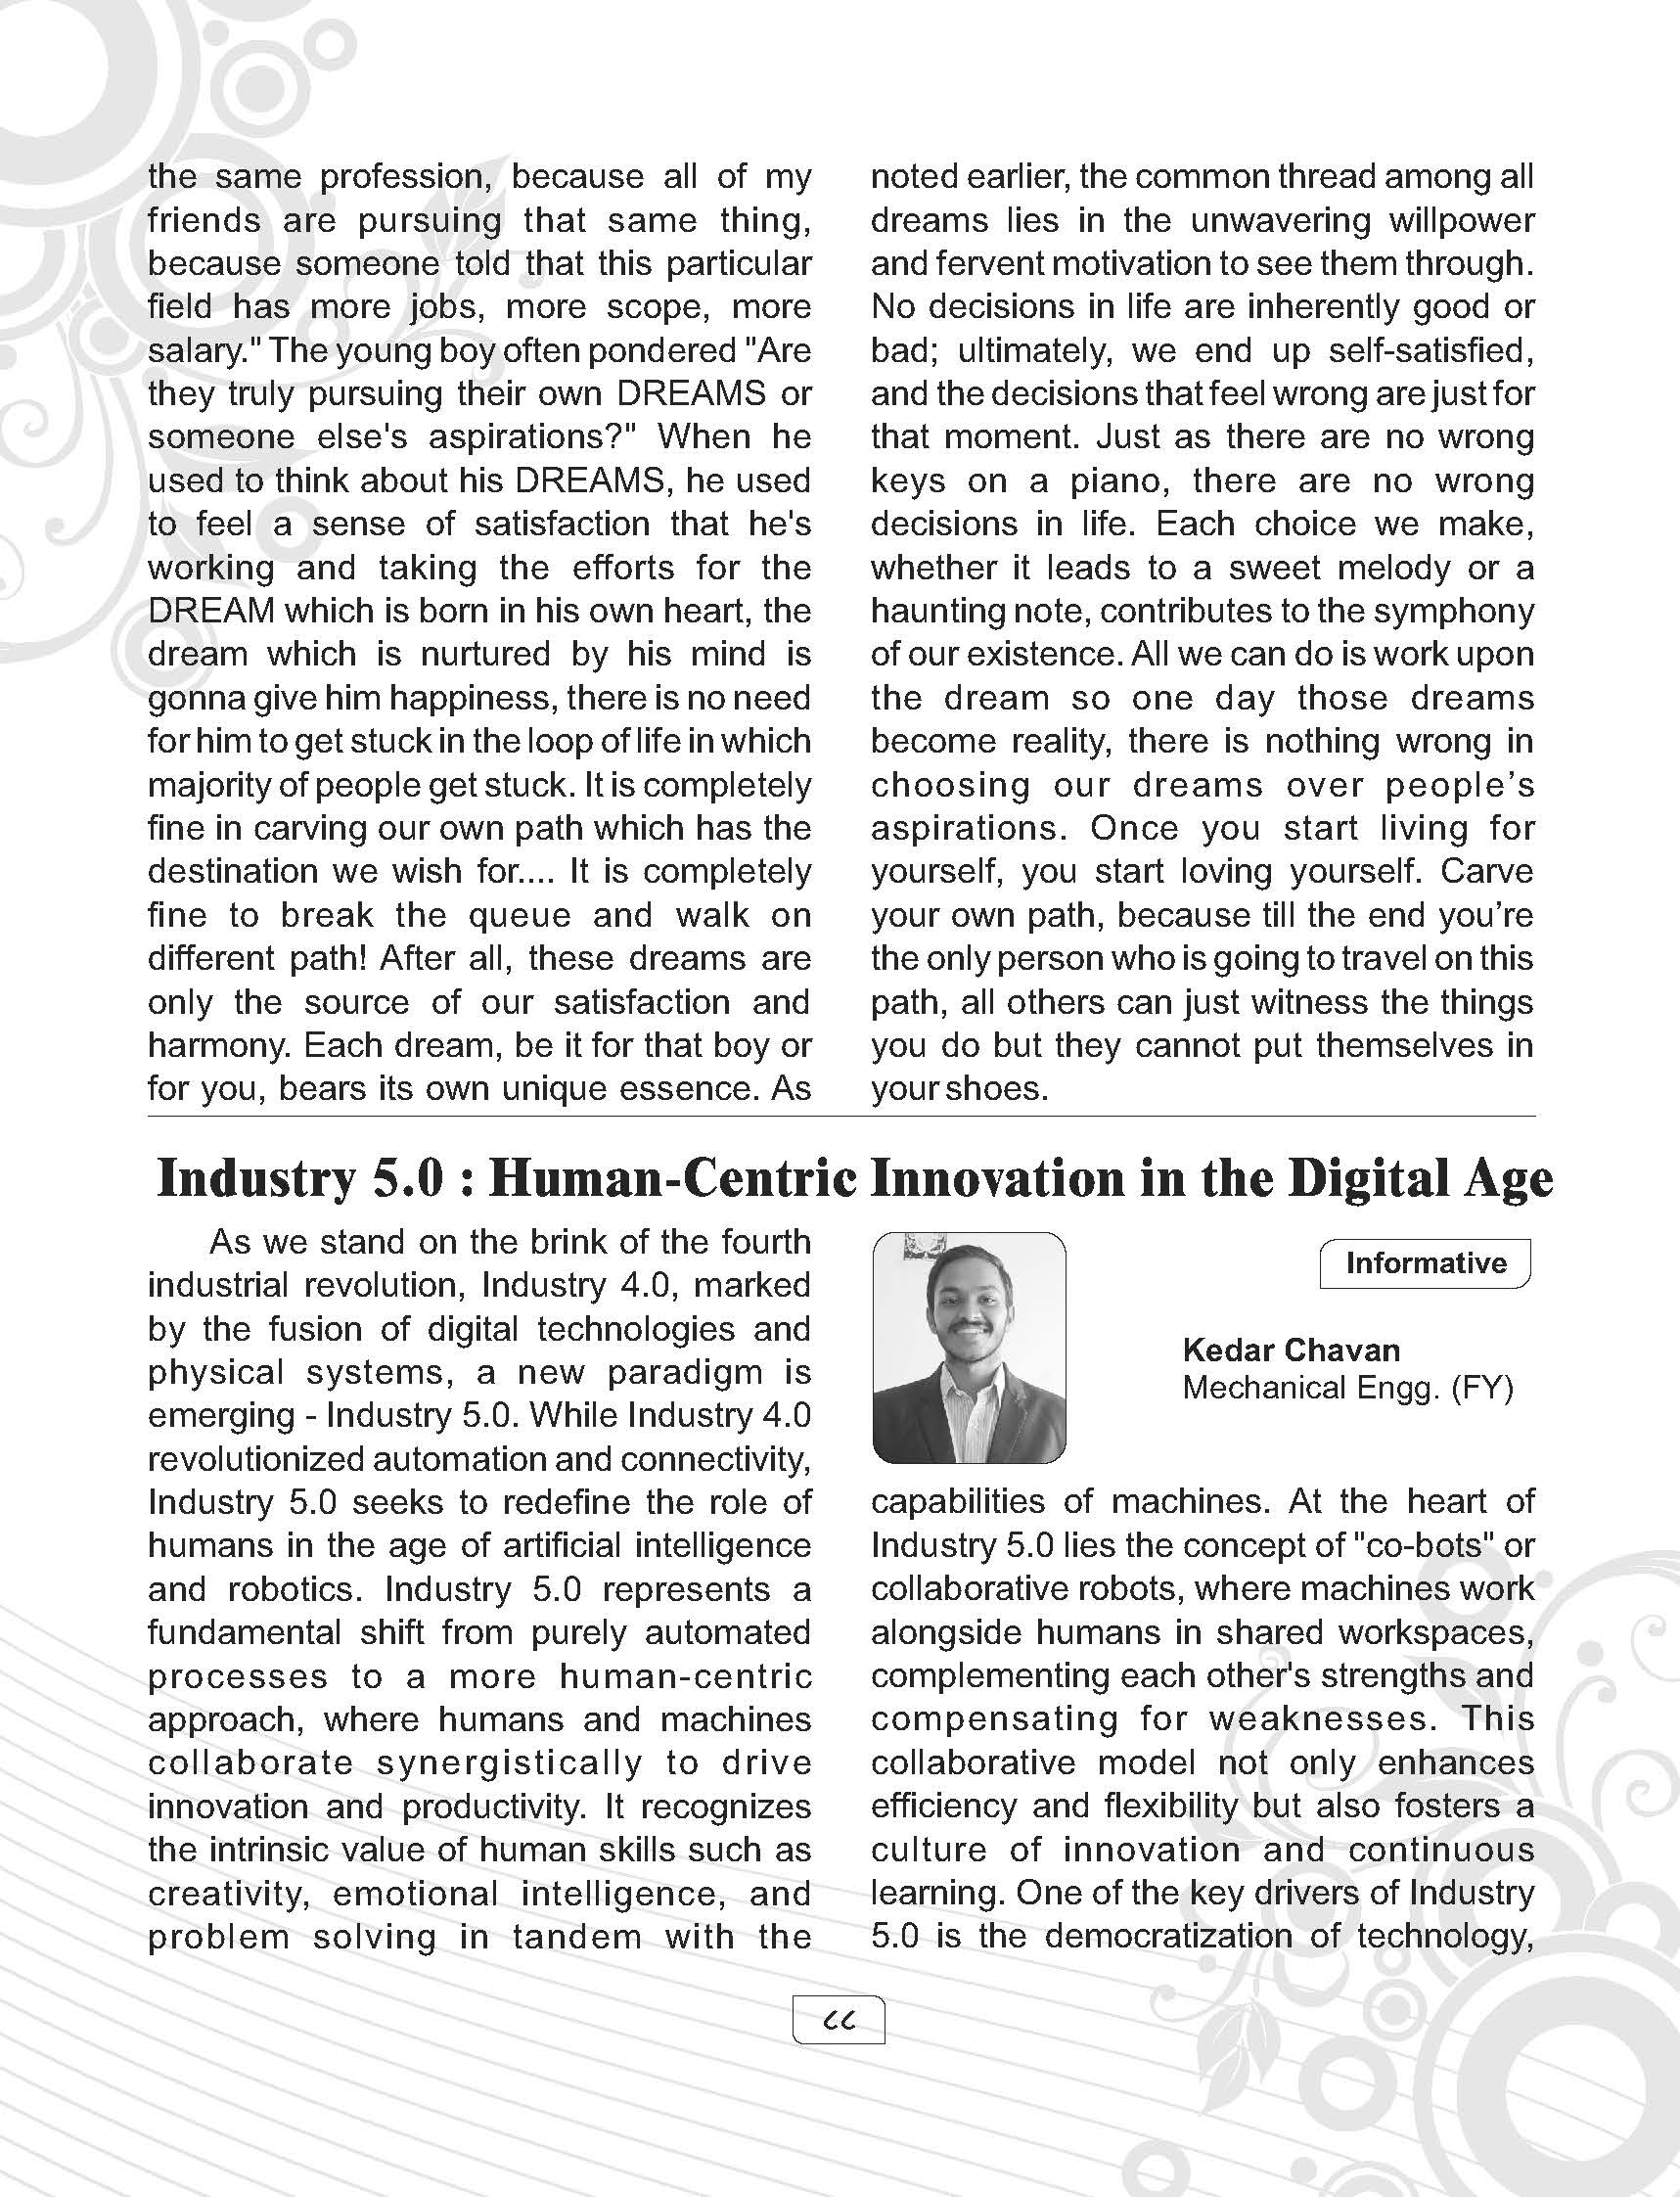 the same profession, because all of my
friends are pursuing that same thing,
because someone told that this particular
field has more jobs, more scope, more
salary." The young boy often pondered "Are
they truly pursuing their own DREAMS or
someone else's aspirations?" When he
used to think about his DREAMS, he used
to feel a sense of satisfaction that he's
working and taking the efforts for the
DREAM which is born in his own heart, the
dream which is nurtured by his mind is
gonna give him happiness, there is no need
for him to get stuck in the loop of life in which
majority of people get stuck. It is completely
fine in carving our own path which has the
destination we wish for.... It is completely
fine to break the queue and walk on
different path! After all, these dreams are
only the source of our satisfaction and
harmony. Each dream, be it for that boy or
for you, bears its own unique essence. As
noted earlier, the common thread among all
dreams lies in the unwavering willpower
and fervent motivation to see them through.
No decisions in life are inherently good or
bad; ultimately, we end up self-satisfied,
and the decisions that feel wrong are just for
that moment. Just as there are no wrong
keys on a piano, there are no wrong
decisions in life. Each choice we make,
whether it leads to a sweet melody or a
haunting note, contributes to the symphony
of our existence. All we can do is work upon
the dream so one day those dreams
become reality, there is nothing wrong in
choosing our dreams over people’s
aspirations. Once you start living for
yourself, you start loving yourself. Carve
your own path, because till the end you’re
the only person who is going to travel on this
path, all others can just witness the things
you do but they cannot put themselves in
your shoes.
Industry 5.0 : Human-Centric Innovation in the Digital Age
As we stand on the brink of the fourth
industrial revolution, Industry 4.0, marked
by the fusion of digital technologies and
physical systems, a new paradigm is
emerging - Industry 5.0. While Industry 4.0
revolutionized automation and connectivity,
Industry 5.0 seeks to redefine the role of
humans in the age of artificial intelligence
and robotics. Industry 5.0 represents a
fundamental shift from purely automated
processes to a more human-centric
approach, where humans and machines
collaborate synergistically to drive
innovation and productivity. It recognizes
the intrinsic value of human skills such as
creativity, emotional intelligence, and
problem solving in tandem with the
Informative
Kedar Chavan
Mechanical Engg. (FY)
capabilities of machines. At the heart of
Industry 5.0 lies the concept of "co-bots" or
collaborative robots, where machines work
alongside humans in shared workspaces,
complementing each other's strengths and
compensating for weaknesses. This
collaborative model not only enhances
efficiency and flexibility but also fosters a
culture of innovation and continuous
learning. One of the key drivers of Industry
5.0 is the democratization of technology,
८८